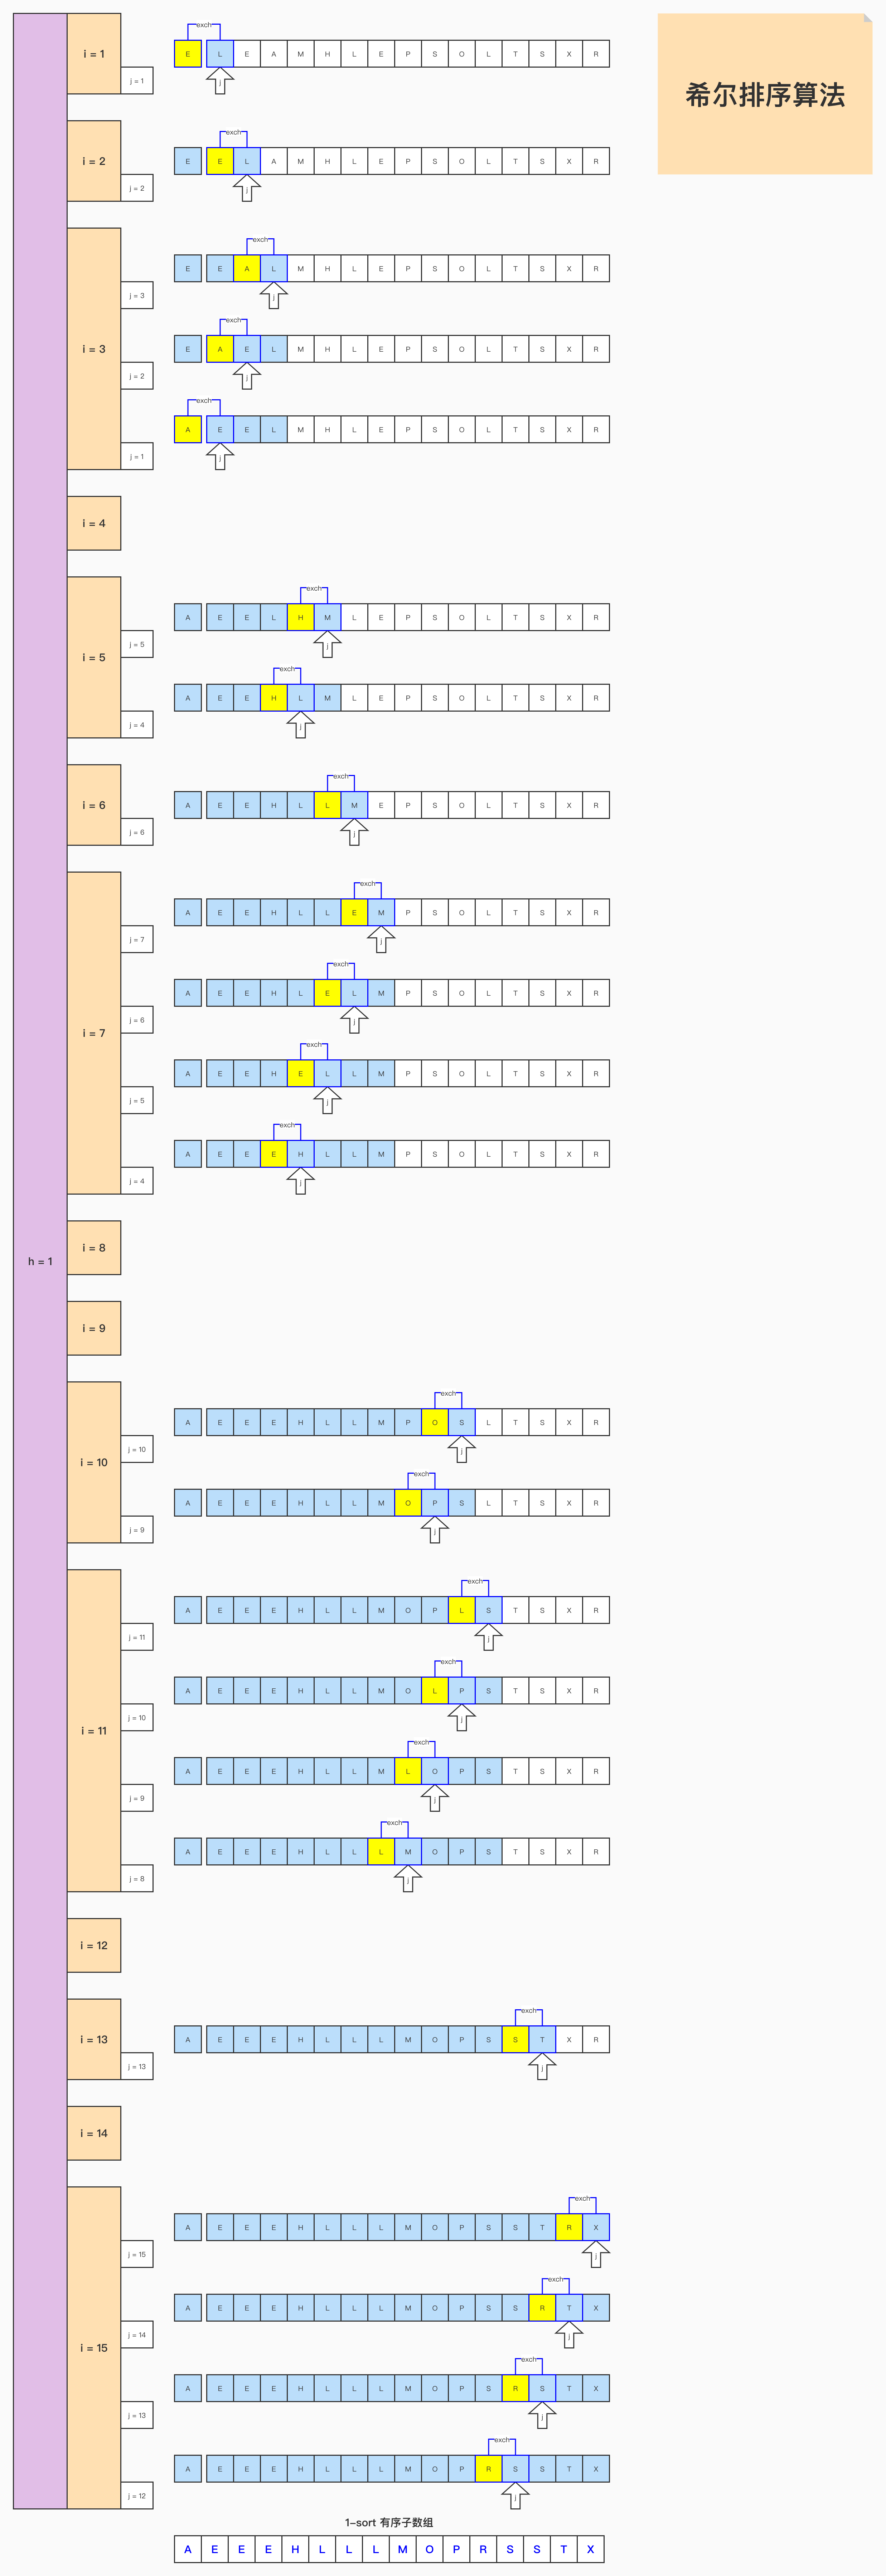 希尔排序算法
h = 1
i = 1
exch
E L E A M H L E P S O L T S X R
j = 1
j
i = 2
exch
E E L A M H L E P S O L T S X R
j = 2
j
i = 3
exch
E E A L M H L E P S O L T S X R
j = 3
j
exch
E A E L M H L E P S O L T S X R
j = 2
j
exch
A E E L M H L E P S O L T S X R
j = 1
j
i = 4
i = 5
exch
A E E L H M L E P S O L T S X R
j = 5
j
exch
A E E H L M L E P S O L T S X R
j = 4
j
i = 6
exch
A E E H L L M E P S O L T S X R
j = 6
j
i = 7
exch
A E E H L L E M P S O L T S X R
j = 7
j
exch
A E E H L E L M P S O L T S X R
j = 6
j
exch
A E E H E L L M P S O L T S X R
j = 5
j
exch
A E E E H L L M P S O L T S X R
j = 4
j
i = 8
i = 9
i = 10
exch
A E E E H L L M P O S L T S X R
j = 10
j
exch
A E E E H L L M O P S L T S X R
j = 9
j
i = 11
exch
A E E E H L L M O P L S T S X R
j = 11
j
exch
A E E E H L L M O L P S T S X R
j = 10
j
exch
A E E E H L L M L O P S T S X R
j = 9
j
exch
A E E E H L L L M O P S T S X R
j = 8
j
i = 12
i = 13
exch
A E E E H L L L M O P S S T X R
j = 13
j
i = 14
i = 15
exch
A E E E H L L L M O P S S T R X
j = 15
j
exch
A E E E H L L L M O P S S R T X
j = 14
j
exch
A E E E H L L L M O P S R S T X
j = 13
j
exch
A E E E H L L L M O P R S S T X
j = 12
j
1-sort 有序子数组
A E E E H L L L M O P R S S T X